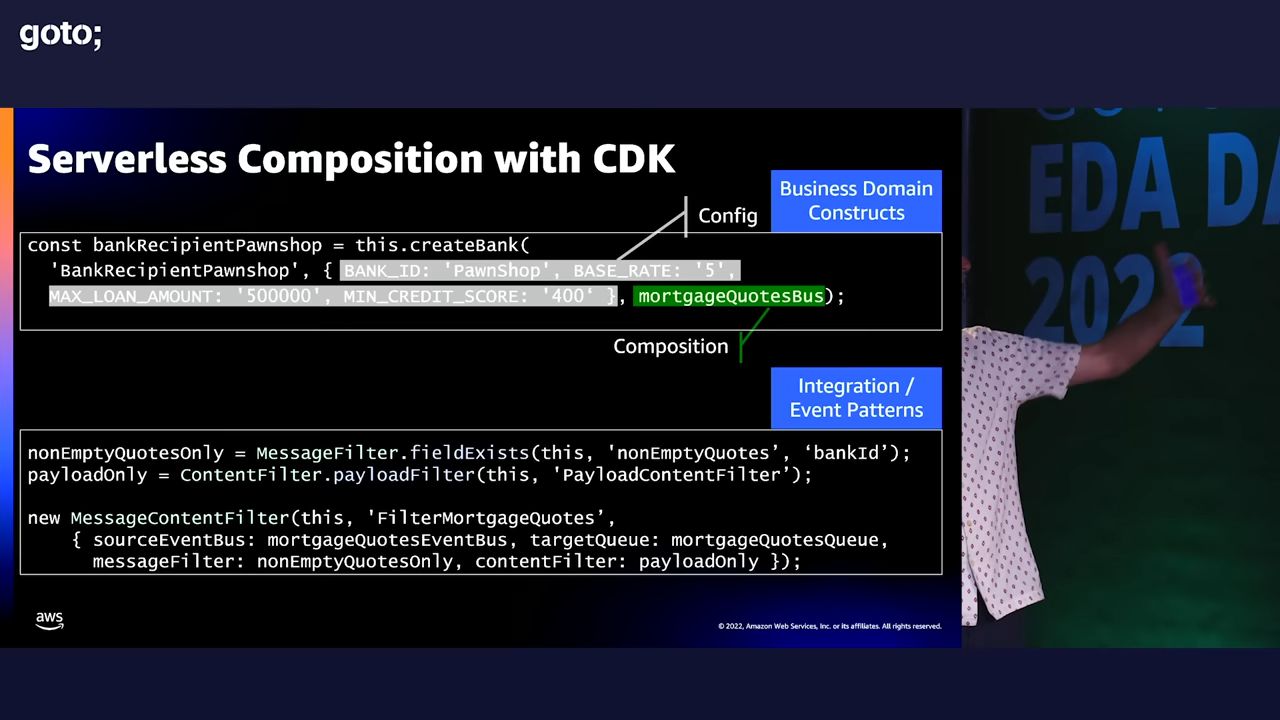 goto;
Serverless Composition with CDK
Business Domain
Constructs
Config
const bankRecipientPawnshop = this.createBank(
'BankRecipientPawnshop', { BANK_ID: 'PawnShop', BASE_RATE: '5',
MAX_LOAN_AMOUNT: '500000', MIN_CREDIT_SCORE: '400‘ }, mortgageQuotesBus);
Composition
Integration /
Event Patterns
nonEmptyQuotesOnly = MessageFilter.fieldExists(this, 'nonEmptyQuotes’, ‘bankId’);
payloadOnly = ContentFilter.payloadFilter(this, 'PayloadContentFilter’);
new MessageContentFilter(this, 'FilterMortgageQuotes’,
{ sourceEventBus: mortgageQuotesEventBus, targetQueue: mortgageQuotesQueue,
messageFilter: nonEmptyQuotesOnly, contentFilter: payloadOnly });
aws
© 2022, Amazon Web Services, Inc. or its affiliates. All rights reserved.
EDA DA
2022